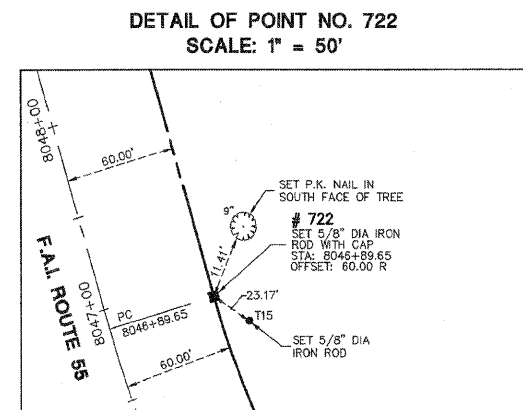 DETAIL OF POINT NO. 722
SCALE: 1" = 50'
8048+00
60.00'
SET P.K. NAIL IN
SOUTH FACE OF TREE
9"
# 722
SET 5/8" DIA IRON
ROD WITH CAP
STA: 8046+89.65
OFFSET: 60.00 R
11.41'
F.A.I. ROUTE 55
8047+00
PC
8046+89.65
23.17'
T15
SET 5/8" DIA
IRON ROD
60.00'